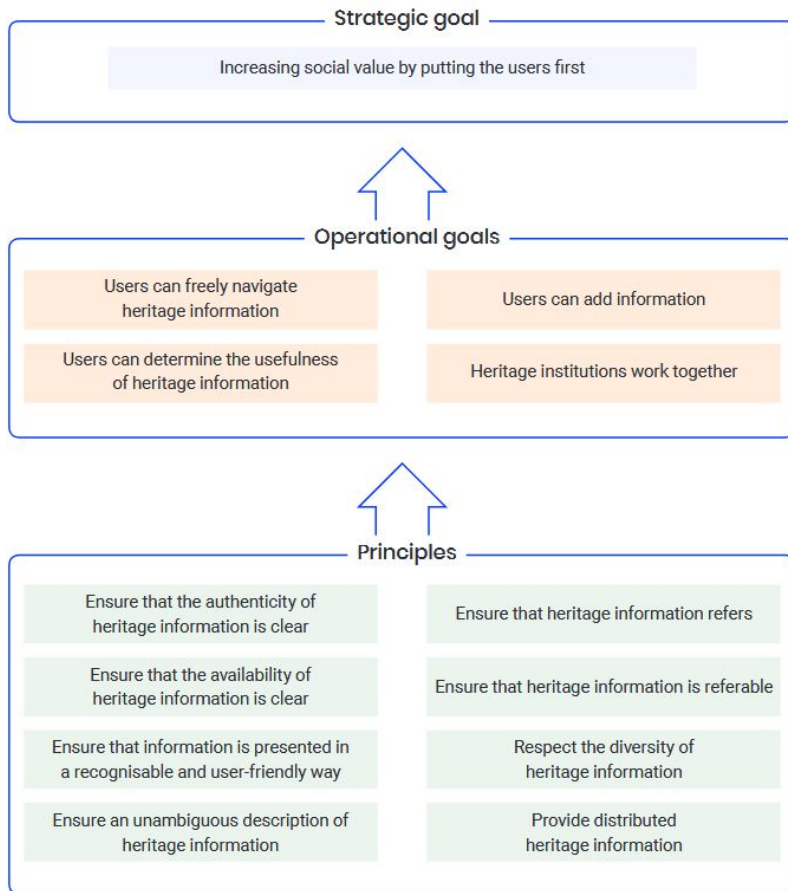 Strategic goal
Increasing social value by putting the users first
Operational goals
Users can freely navigate
heritage information
Users can add information
Users can determine the usefulness
of heritage information
Heritage institutions work together
Principles
Ensure that the authenticity of
heritage information is clear
Ensure that heritage information refers
Ensure that the availability of
heritage information is clear
Ensure that heritage information is referable
Ensure that information is presented in
a recognisable and user-friendly way
Respect the diversity of
heritage information
Ensure an unambiguous description of
heritage information
Provide distributed
heritage information